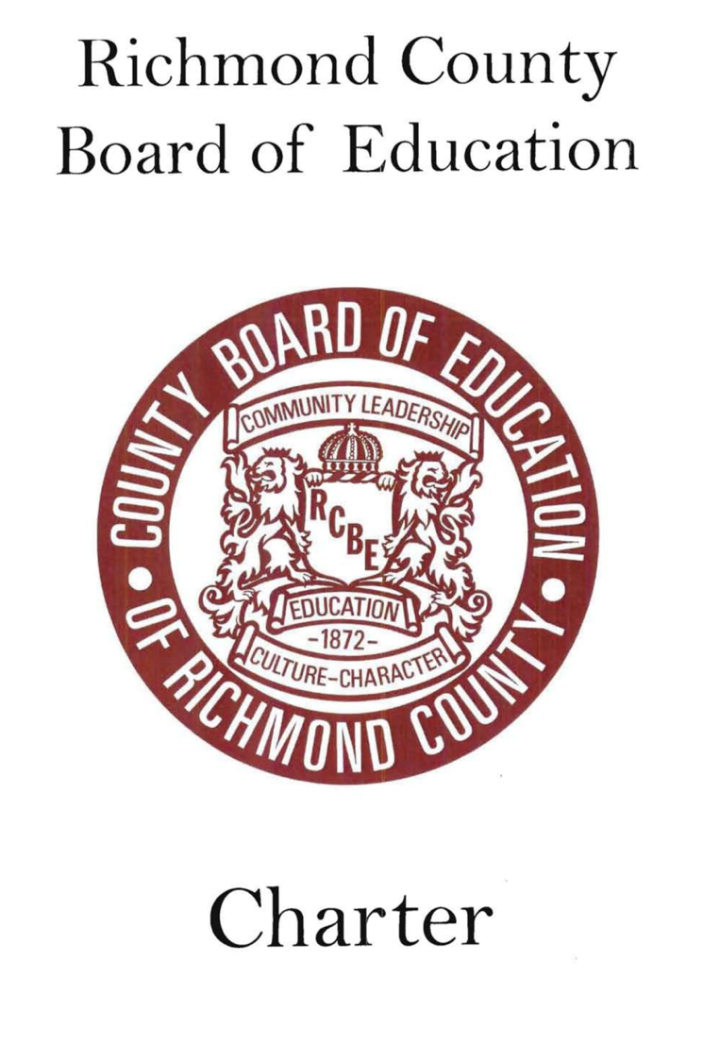 Richmond County
Board of Education
COUNTY BOARD OF EDUCATION
OF RICHMOND COUNTY
COMMUNITY LEADERSHIP
RCBE
EDUCATION
-1872-
CULTURE-CHARACTER
Charter